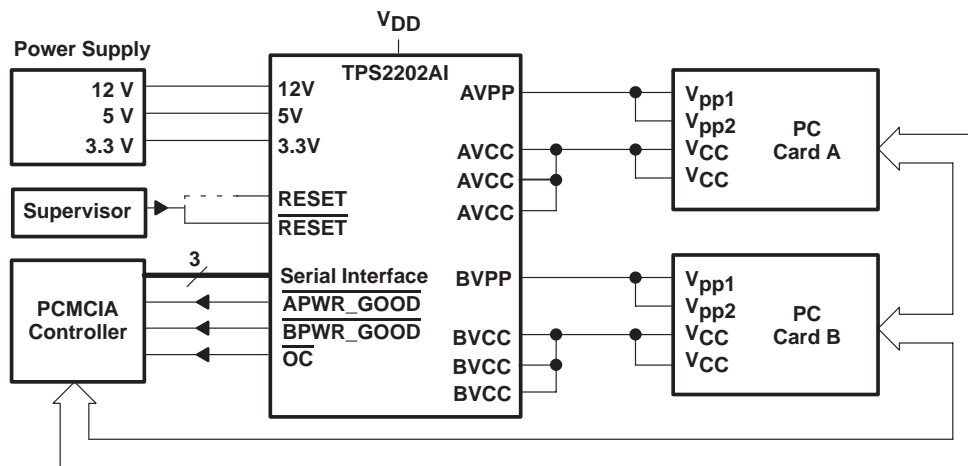 VDD
Power Supply
12 V
5 V
3.3 V
TPS2202AI
12V
5V
3.3V
AVPP
AVCC
AVCC
AVCC
Vpp1
Vpp2
VCC
VCC
PC
Card A
Supervisor
RESET
RESET
3
Serial Interface
APWR_GOOD
BPWR_GOOD
OC
PCMCIA
Controller
BVPP
BVCC
BVCC
BVCC
Vpp1
Vpp2
VCC
VCC
PC
Card B